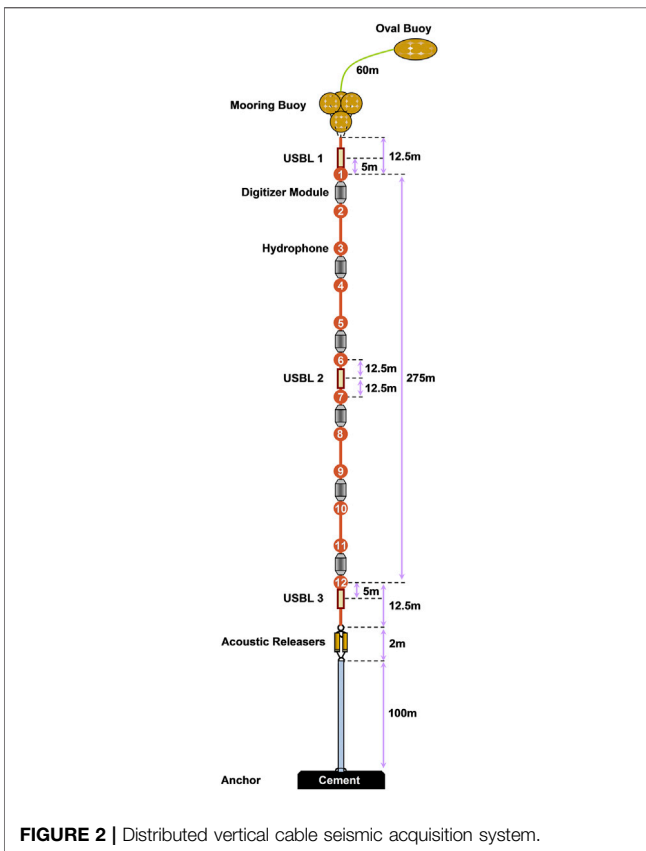 Oval Buoy
60m
Mooring Buoy
12.5m
USBL 1
5m
1
Digitizer Module
2
Hydrophone
3
4
5
6
12.5m
USBL 2
275m
12.5m
7
8
9
10
11
12
5m
USBL 3
12.5m
Acoustic Releasers
2m
100m
Anchor
Cement
FIGURE 2 | Distributed vertical cable seismic acquisition system.